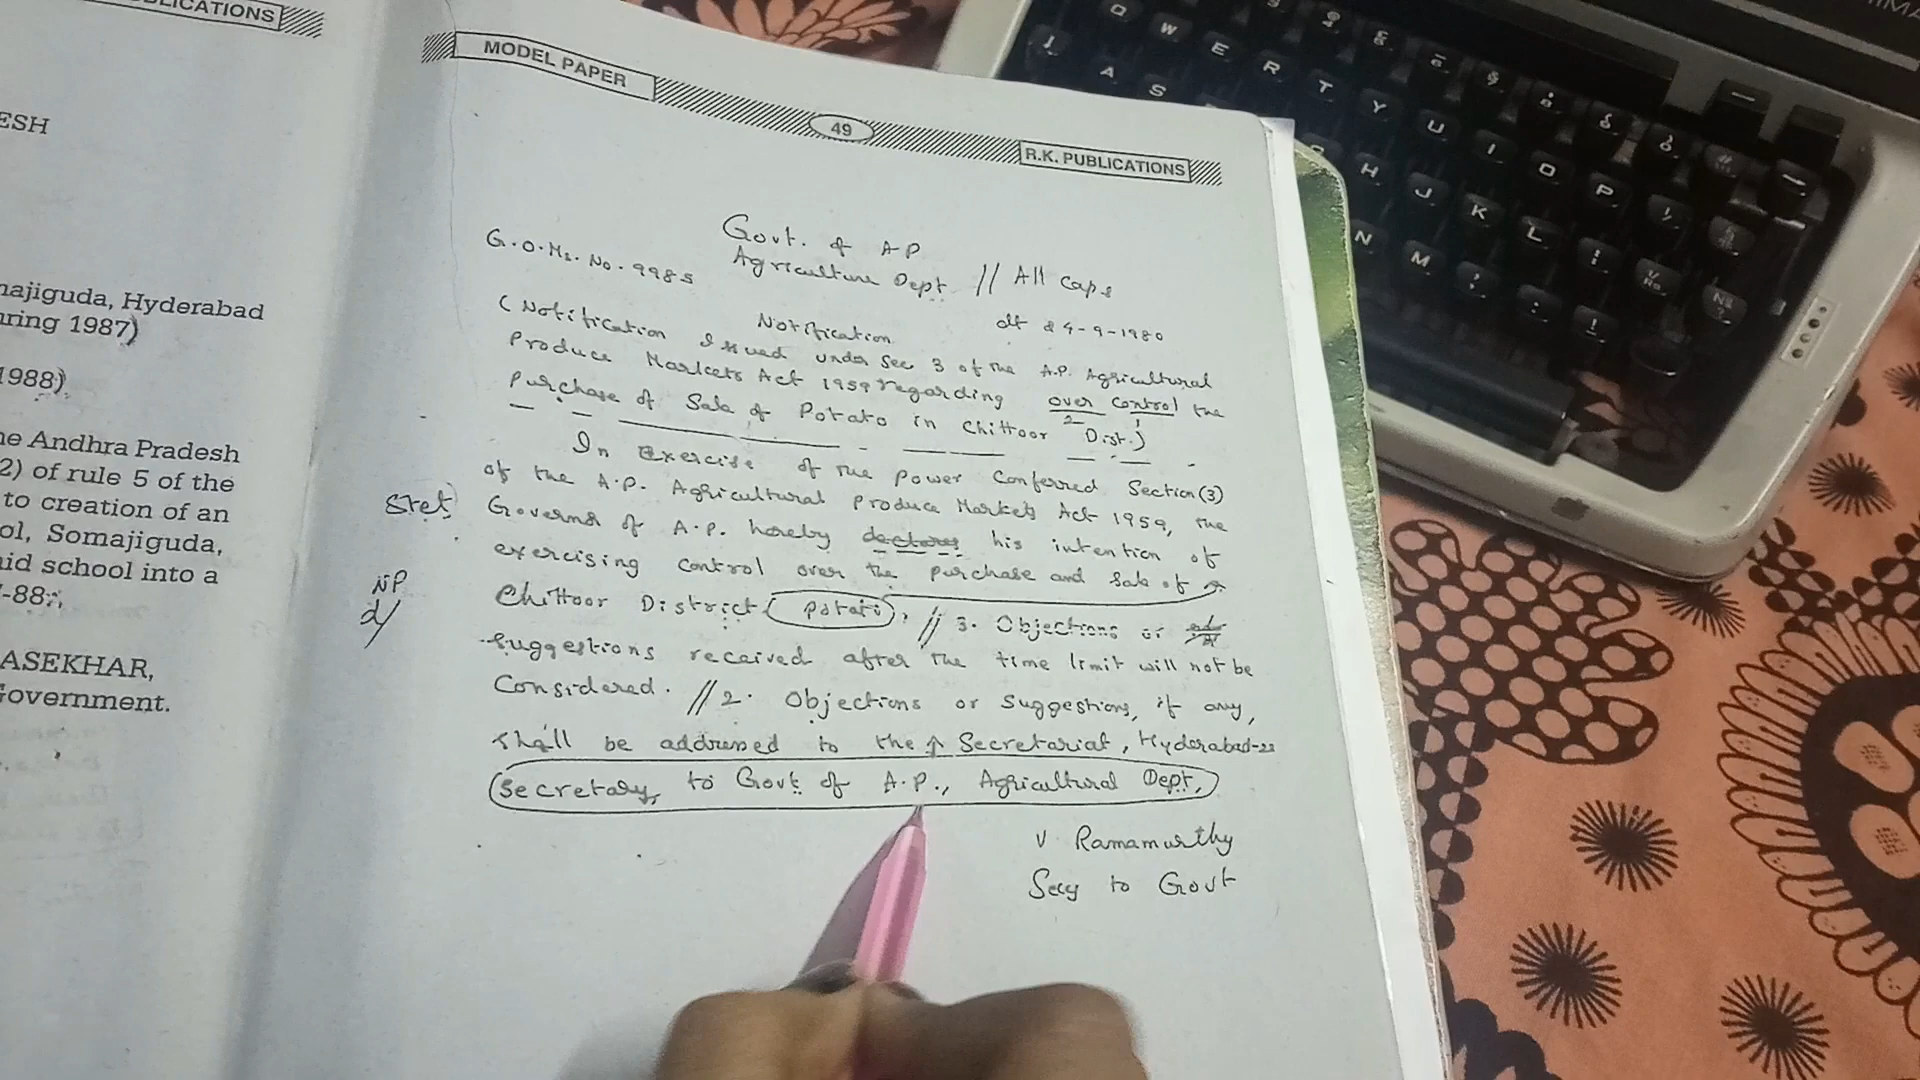 BLICATIONS
ESH
najiguda, Hyderabad
uring 1987)
1988)
ne Andhra Pradesh
2) of rule 5 of the
to creation of an
ol, Somajiguda,
aid school into a
-88;
ASEKHAR,
Government.
MODEL PAPER
49
R.K. PUBLICATIONS
Govt. of AP
G.O.Ms. No. 9985 Agriculture Dept // All caps
Notification dt 24-9-1980
(Notification Issued under Sec 3 of the A.P. Agricultural
Produce Markets Act 1959 regarding over control the
2 1
purchase of Sale of Potato in Chittoor Dist.)
In Exercise of the power Conferred Section (3)
of the A.P. Agricultural Produce Markets Act 1959, the
Stet Governor of A.P. hereby declares his intention of
exercising control over the purchase and Sale of
NP
Chittoor District potato, // 3. Objections or
Suggestions received after the time limit will not be
Considered. // 2. Objections or Suggestions, if any,
shall be addressed to the Secretariat, Hyderabad-22
Secretary, to Govt of A.P., Agricultural Dept,
V Ramamurthy
Secy to Govt
Q W E R T Y U I O P
A S H J K L
N M